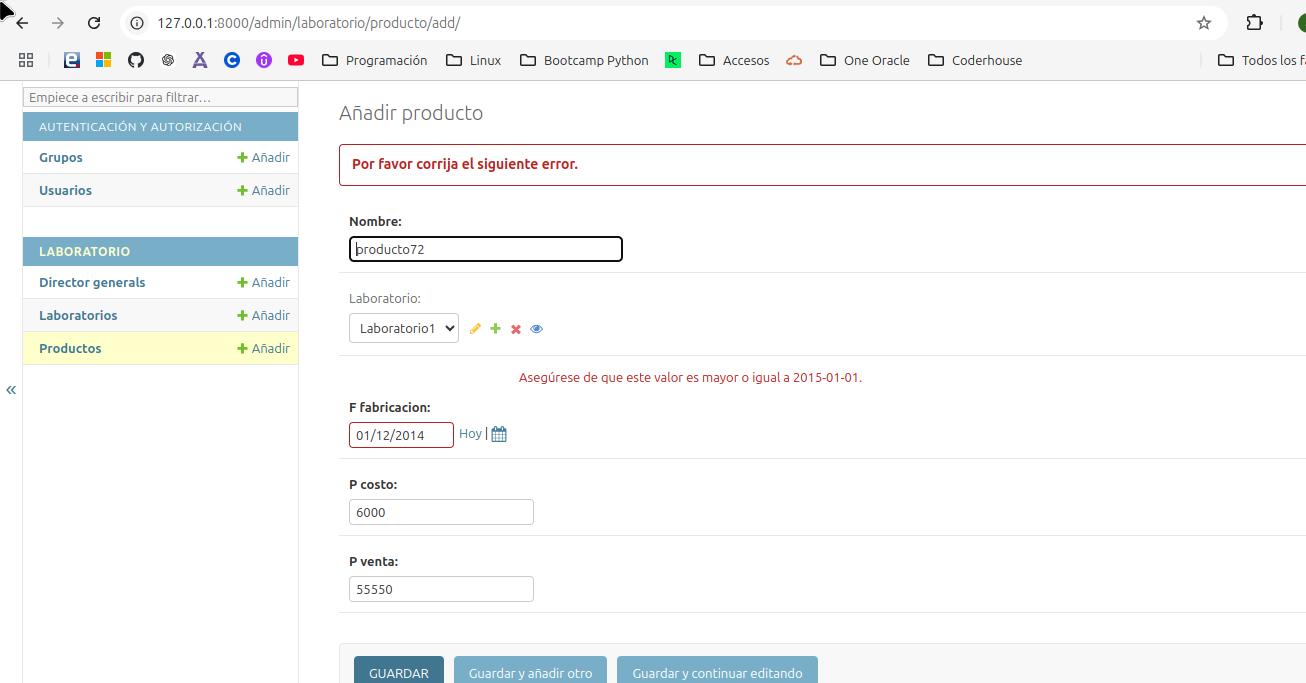 127.0.0.1:8000/admin/laboratorio/producto/add/
Programación Linux Bootcamp Python Accesos One Oracle Coderhouse Todos los fa
Empiece a escribir para filtrar…
AUTENTICACIÓN Y AUTORIZACIÓN
Grupos Añadir
Usuarios Añadir
LABORATORIO
Director generals Añadir
Laboratorios Añadir
Productos Añadir
«
Añadir producto
Por favor corrija el siguiente error.
Nombre:
producto72
Laboratorio:
Laboratorio1
Asegúrese de que este valor es mayor o igual a 2015-01-01.
F fabricacion:
01/12/2014 Hoy |
P costo:
6000
P venta:
55550
GUARDAR Guardar y añadir otro Guardar y continuar editando